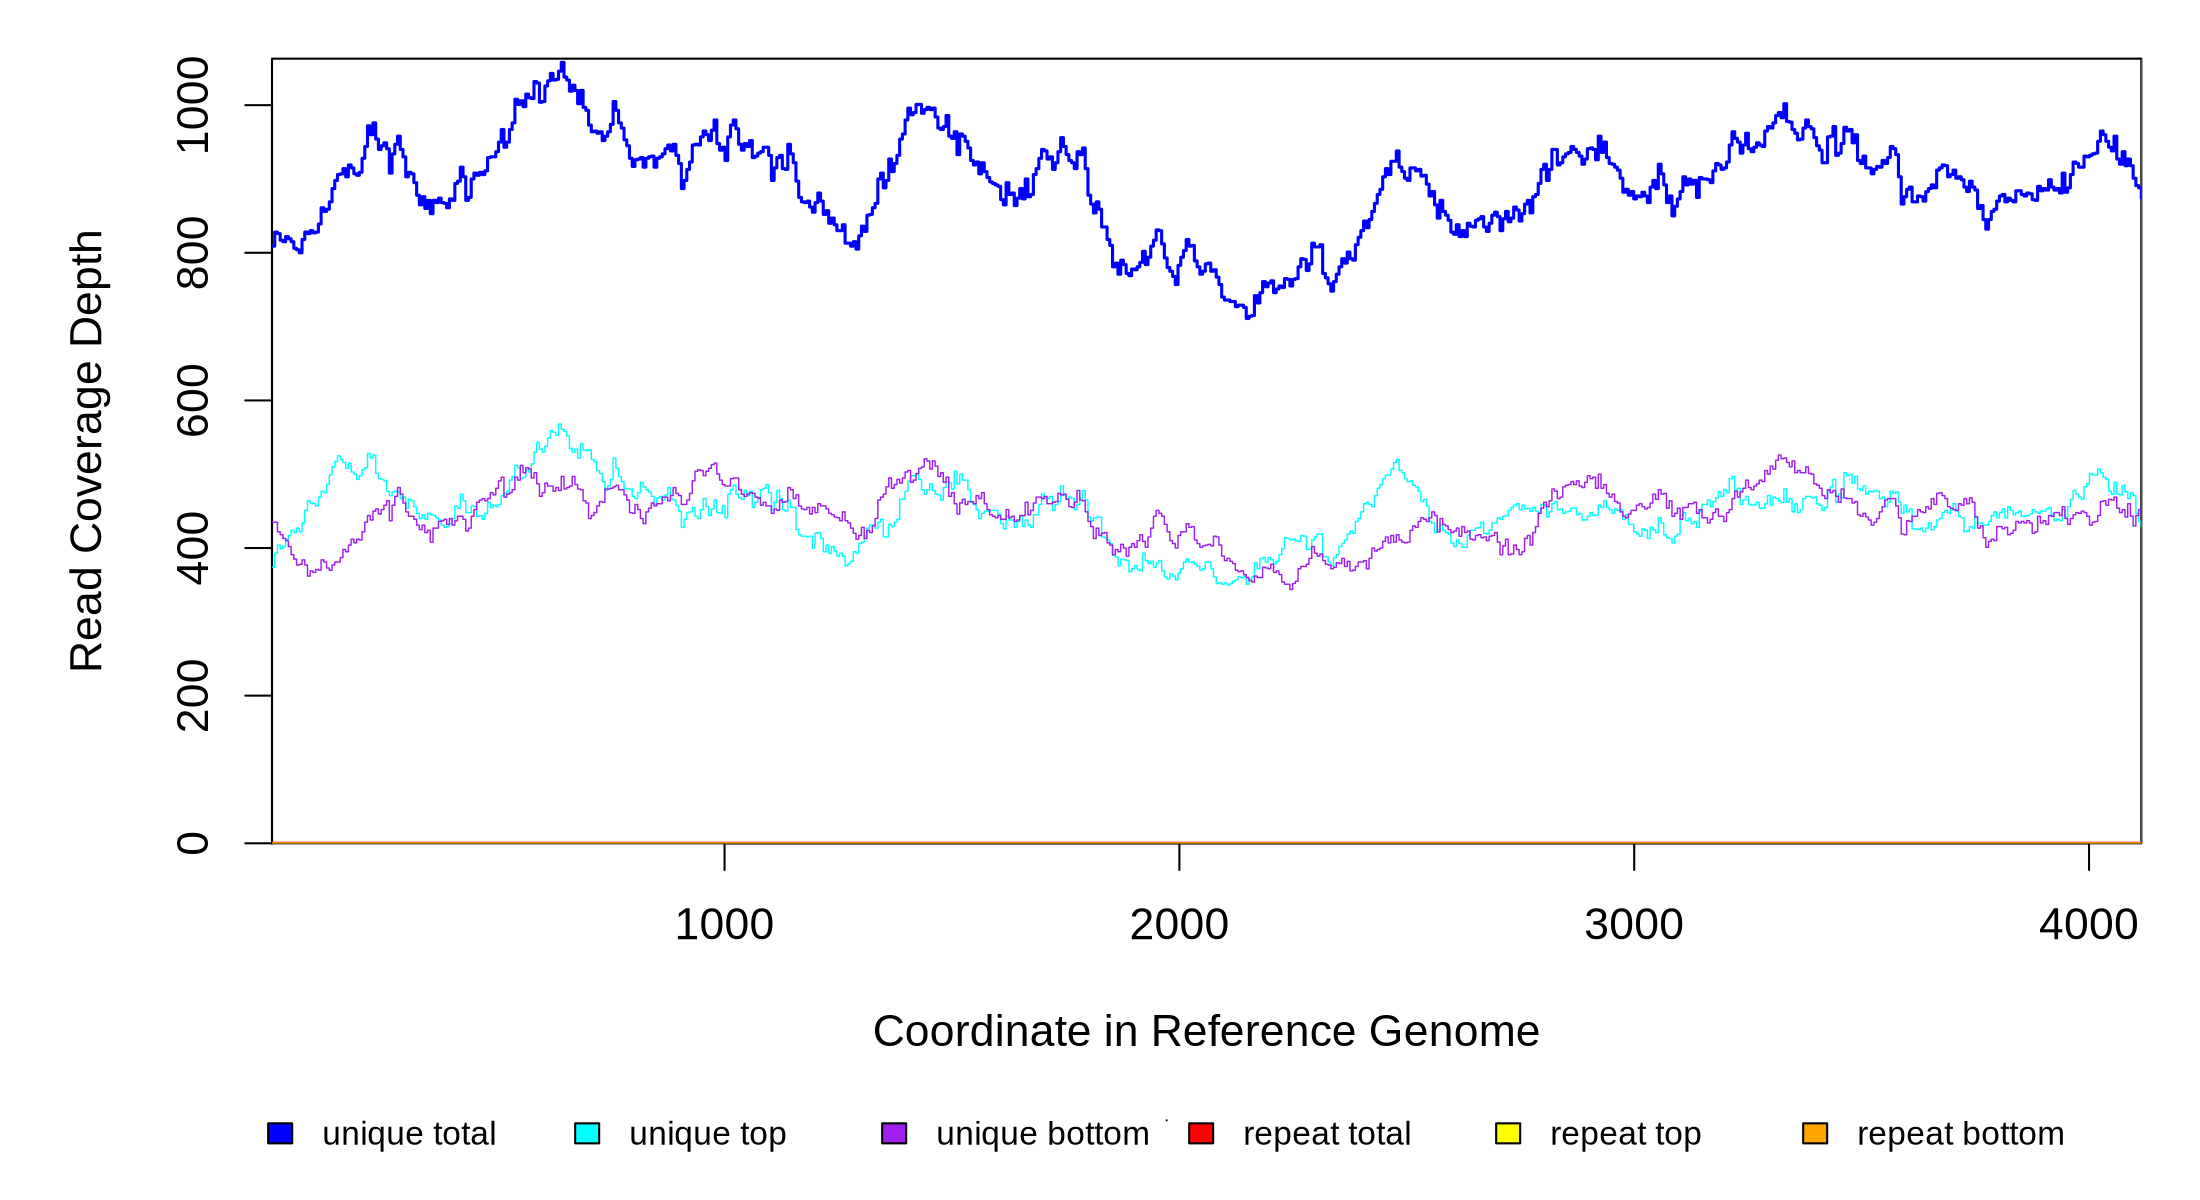 Read Coverage Depth
1000
800
600
400
200
0
1000 2000 3000 4000
Coordinate in Reference Genome
unique total unique top unique bottom repeat total repeat top repeat bottom